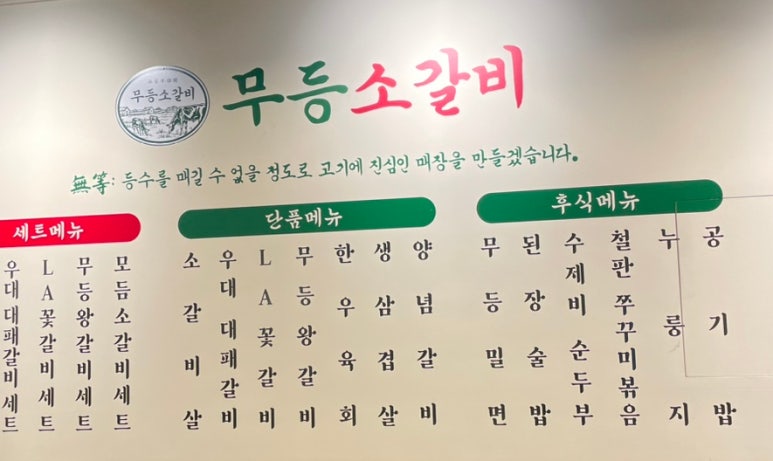 무등소갈비
무등소갈비
無等: 등수를 매길 수 없을 정도로 고기에 진심인 매장을 만들겠습니다.
세트메뉴
우대대패갈비세트
LA꽃갈비세트
무등왕갈비세트
모듬소갈비세트
단품메뉴
소갈비살
우대대패갈비
LA꽃갈비
무등왕갈비
한우육회
생삼겹살
양념갈비
후식메뉴
무등밀면
된장술밥
수제비순두부
철판쭈꾸미볶음
누룽지
공기밥